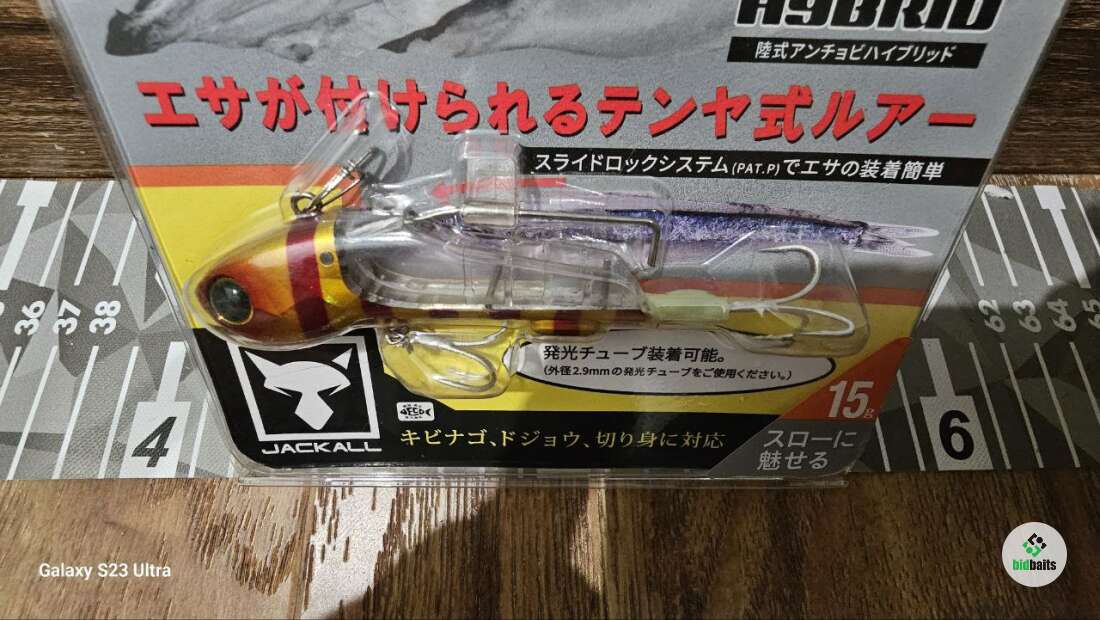 HYBRID
陸式アンチョビハイブリッド
エサが付けられるテンヤ式ルアー
スライドロックシステム(PAT.P)でエサの装着簡単
36
37
38
62
63
64
65
発光チューブ装着可能。
(外径2.9mmの発光チューブをご使用ください。)
15g
4
JACKALL
キビナゴ、ドジョウ、切り身に対応
スローに
魅せる
6
Galaxy S23 Ultra
bidbaits